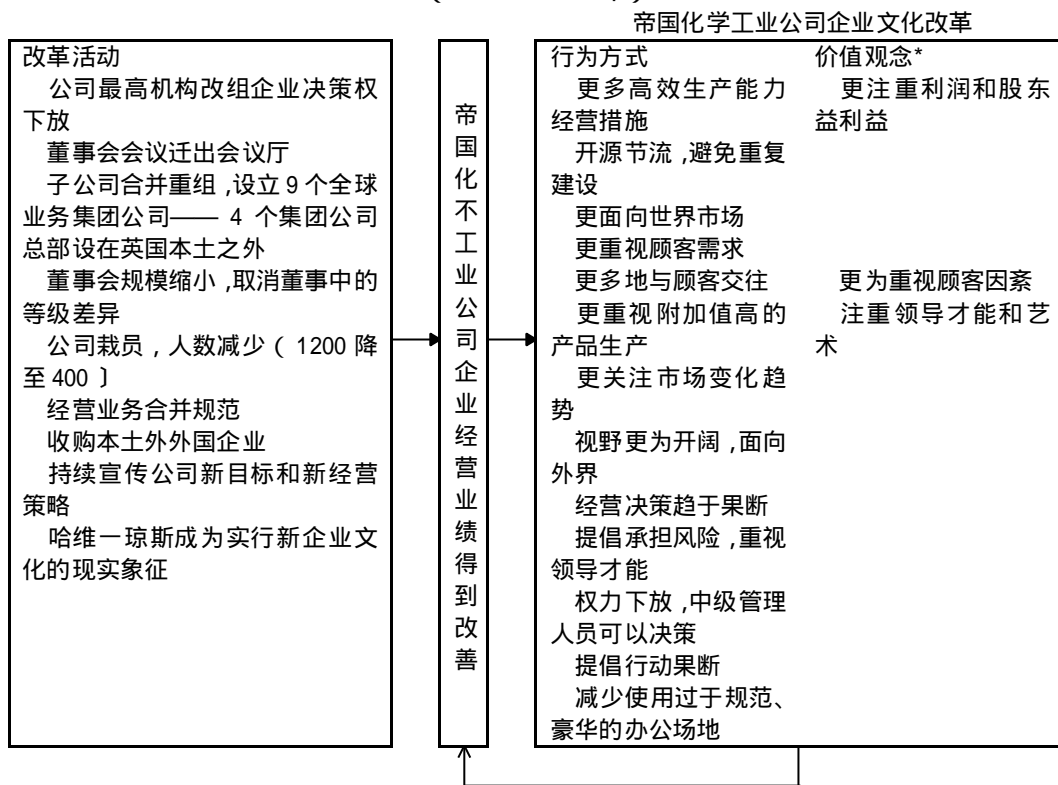 帝国化学工业公司企业文化改革
改革活动
公司最高机构改组企业决策权
下放
董事会会议迁出会议厅
子公司合并重组,设立9个全球
业务集团公司——4个集团公司
总部设在英国本土之外
董事会规模缩小,取消董事中的
等级差异
公司栽员,人数减少(1200降
至400〕
经营业务合并规范
收购本土外外国企业
持续宣传公司新目标和新经营
策略
哈维一琼斯成为实行新企业文
化的现实象征
帝
国
化
不
工
业
公
司
企
业
经
营
业
绩
得
到
改
善
行为方式
更多高效生产能力
经营措施
开源节流,避免重复
建设
更面向世界市场
更重视顾客需求
更多地与顾客交往
更重视附加值高的
产品生产
更关注市场变化趋
势
视野更为开阔,面向
外界
经营决策趋于果断
提倡承担风险,重视
领导才能
权力下放,中级管理
人员可以决策
提倡行动果断
减少使用过于规范、
豪华的办公场地
价值观念*
更注重利润和股东
益利益
更为重视顾客因紊
注重领导才能和艺
术